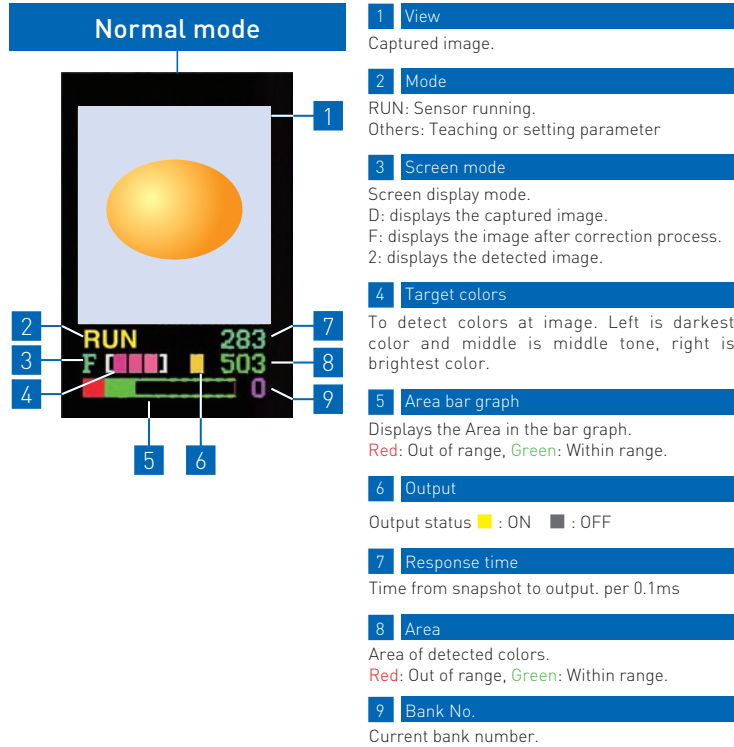 Normal mode
1
2
RUN
283
7
3
F [ ]
503
8
4
0
9
5
6
1 View
Captured image.
2 Mode
RUN: Sensor running.
Others: Teaching or setting parameter
3 Screen mode
Screen display mode.
D: displays the captured image.
F: displays the image after correction process.
2: displays the detected image.
4 Target colors
To detect colors at image. Left is darkest
color and middle is middle tone, right is
brightest color.
5 Area bar graph
Displays the Area in the bar graph.
Red: Out of range, Green: Within range.
6 Output
Output status : ON : OFF
7 Response time
Time from snapshot to output. per 0.1ms
8 Area
Area of detected colors.
Red: Out of range, Green: Within range.
9 Bank No.
Current bank number.